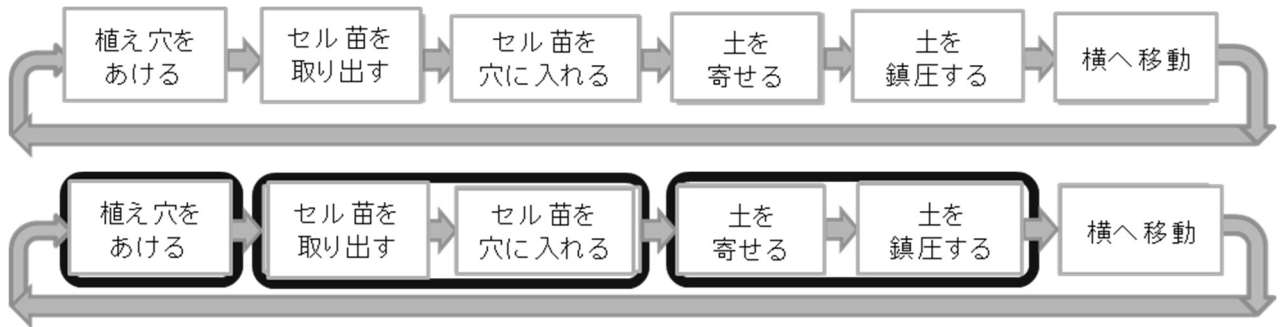 植え穴を
あける
セル苗を
取り出す
セル苗を
穴に入れる
土を
寄せる
土を
鎮圧する
横へ移動
植え穴を
あける
セル苗を
取り出す
セル苗を
穴に入れる
土を
寄せる
土を
鎮圧する
横へ移動